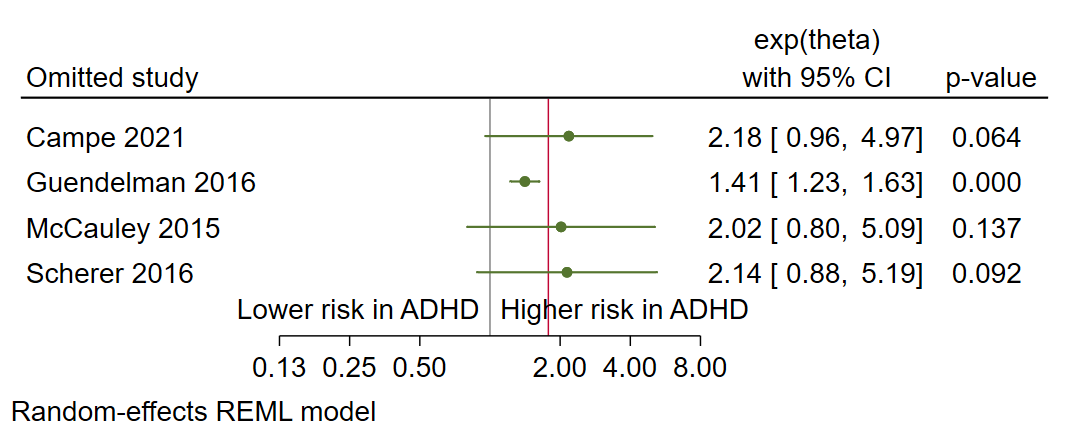 exp(theta)
Omitted study with 95% CI p-value
Campe 2021 2.18 [ 0.96, 4.97] 0.064
Guendelman 2016 1.41 [ 1.23, 1.63] 0.000
McCauley 2015 2.02 [ 0.80, 5.09] 0.137
Scherer 2016 2.14 [ 0.88, 5.19] 0.092
Lower risk in ADHD Higher risk in ADHD
0.13 0.25 0.50 2.00 4.00 8.00
Random-effects REML model